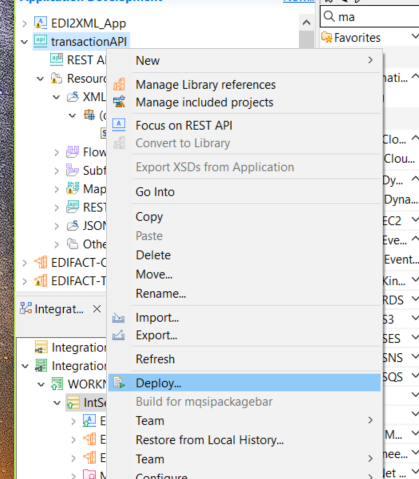 EDI2XML_App
ma
transactionAPI
Favorites
REST A
New
Resour
Manage Library references
XML
Manage included projects
(
Focus on REST API
S
Convert to Library
Clo...
Flow
Export XSDs from Application
Clou...
Subf
Dy...
Map
Go Into
Dyna...
REST
Copy
EC2
JSON
Paste
Eve...
Othe
Delete
Event...
EDIFACT-C
Move...
Kin...
EDIFACT-T
Rename...
RDS
Integrat...
Import...
S3
Export...
SES
Integration
Refresh
SNS
Integration
Deploy...
SQS
WORKN
Build for mqsipackagebar
IntSe
Team
E
Restore from Local History...
M...
E
Team
nee...
E
Configure
let ...
M